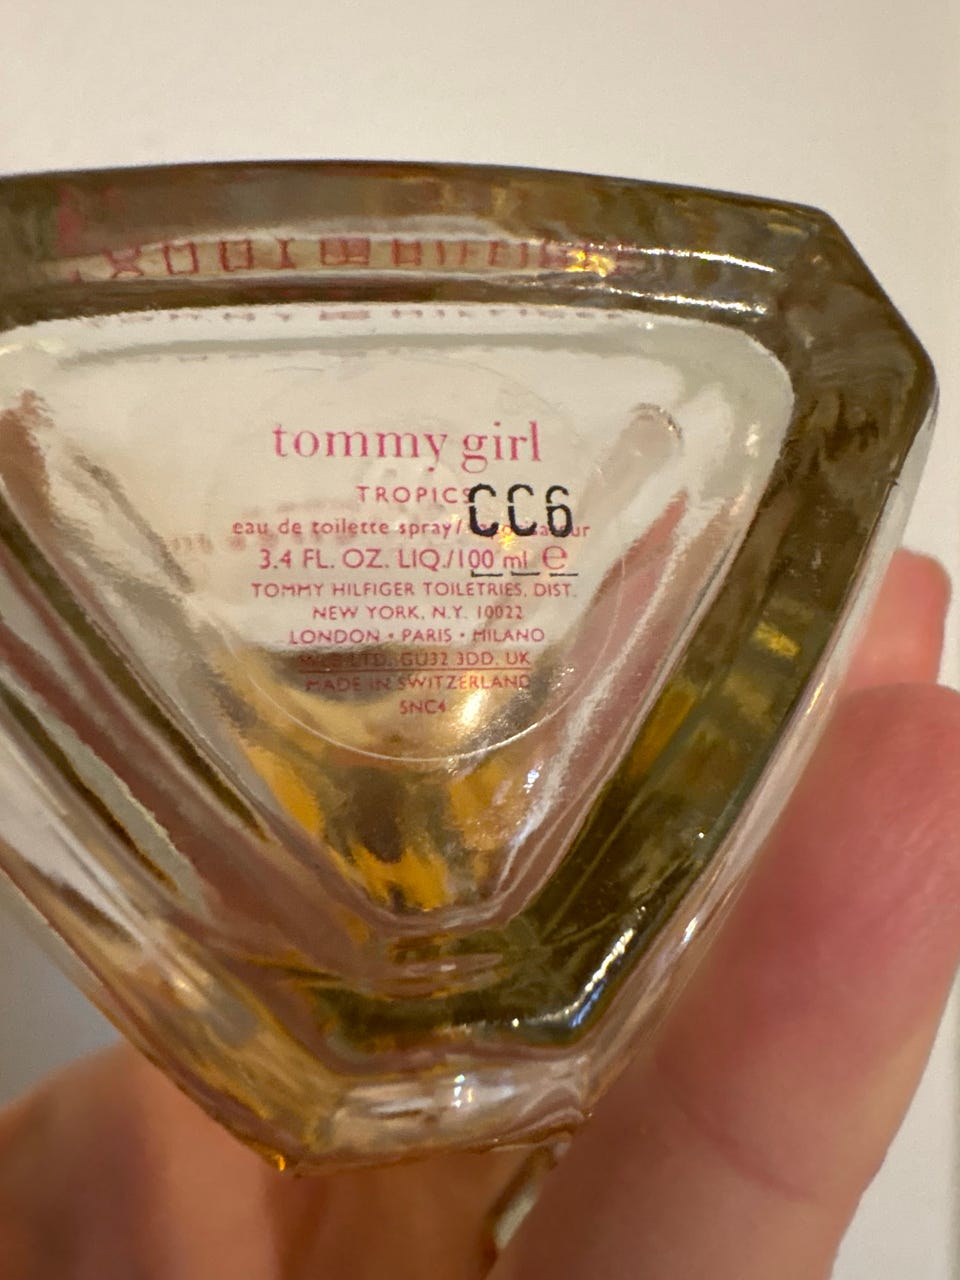 tommy girl
TROPICS
CC6
eau de toilette spray/
3.4 FL. OZ. LIQ./100 ml e
TOMMY HILFIGER TOILETRIES, DIST.
NEW YORK, N.Y. 10022
LONDON • PARIS • MILANO
LTD. GU32 3DD, UK
MADE IN SWITZERLAND
5NC4